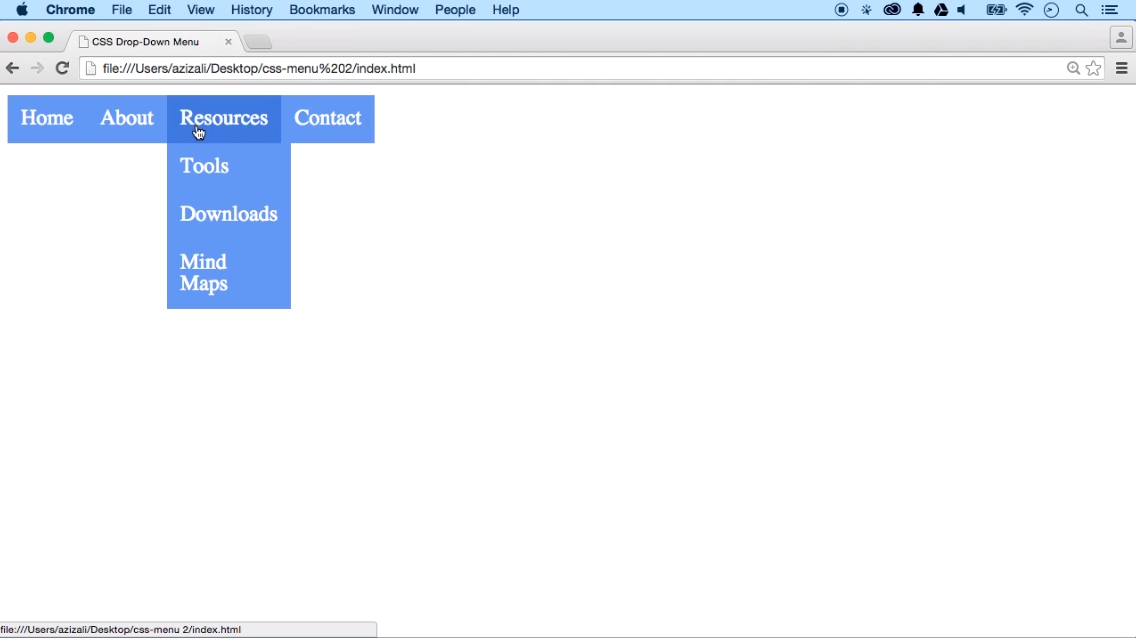 Chrome File Edit View History Bookmarks Window People Help
CSS Drop-Down Menu
file:///Users/azizali/Desktop/css-menu%202/index.html
Home About Resources Contact
Tools
Downloads
Mind
Maps
file:///Users/azizali/Desktop/css-menu 2/index.html